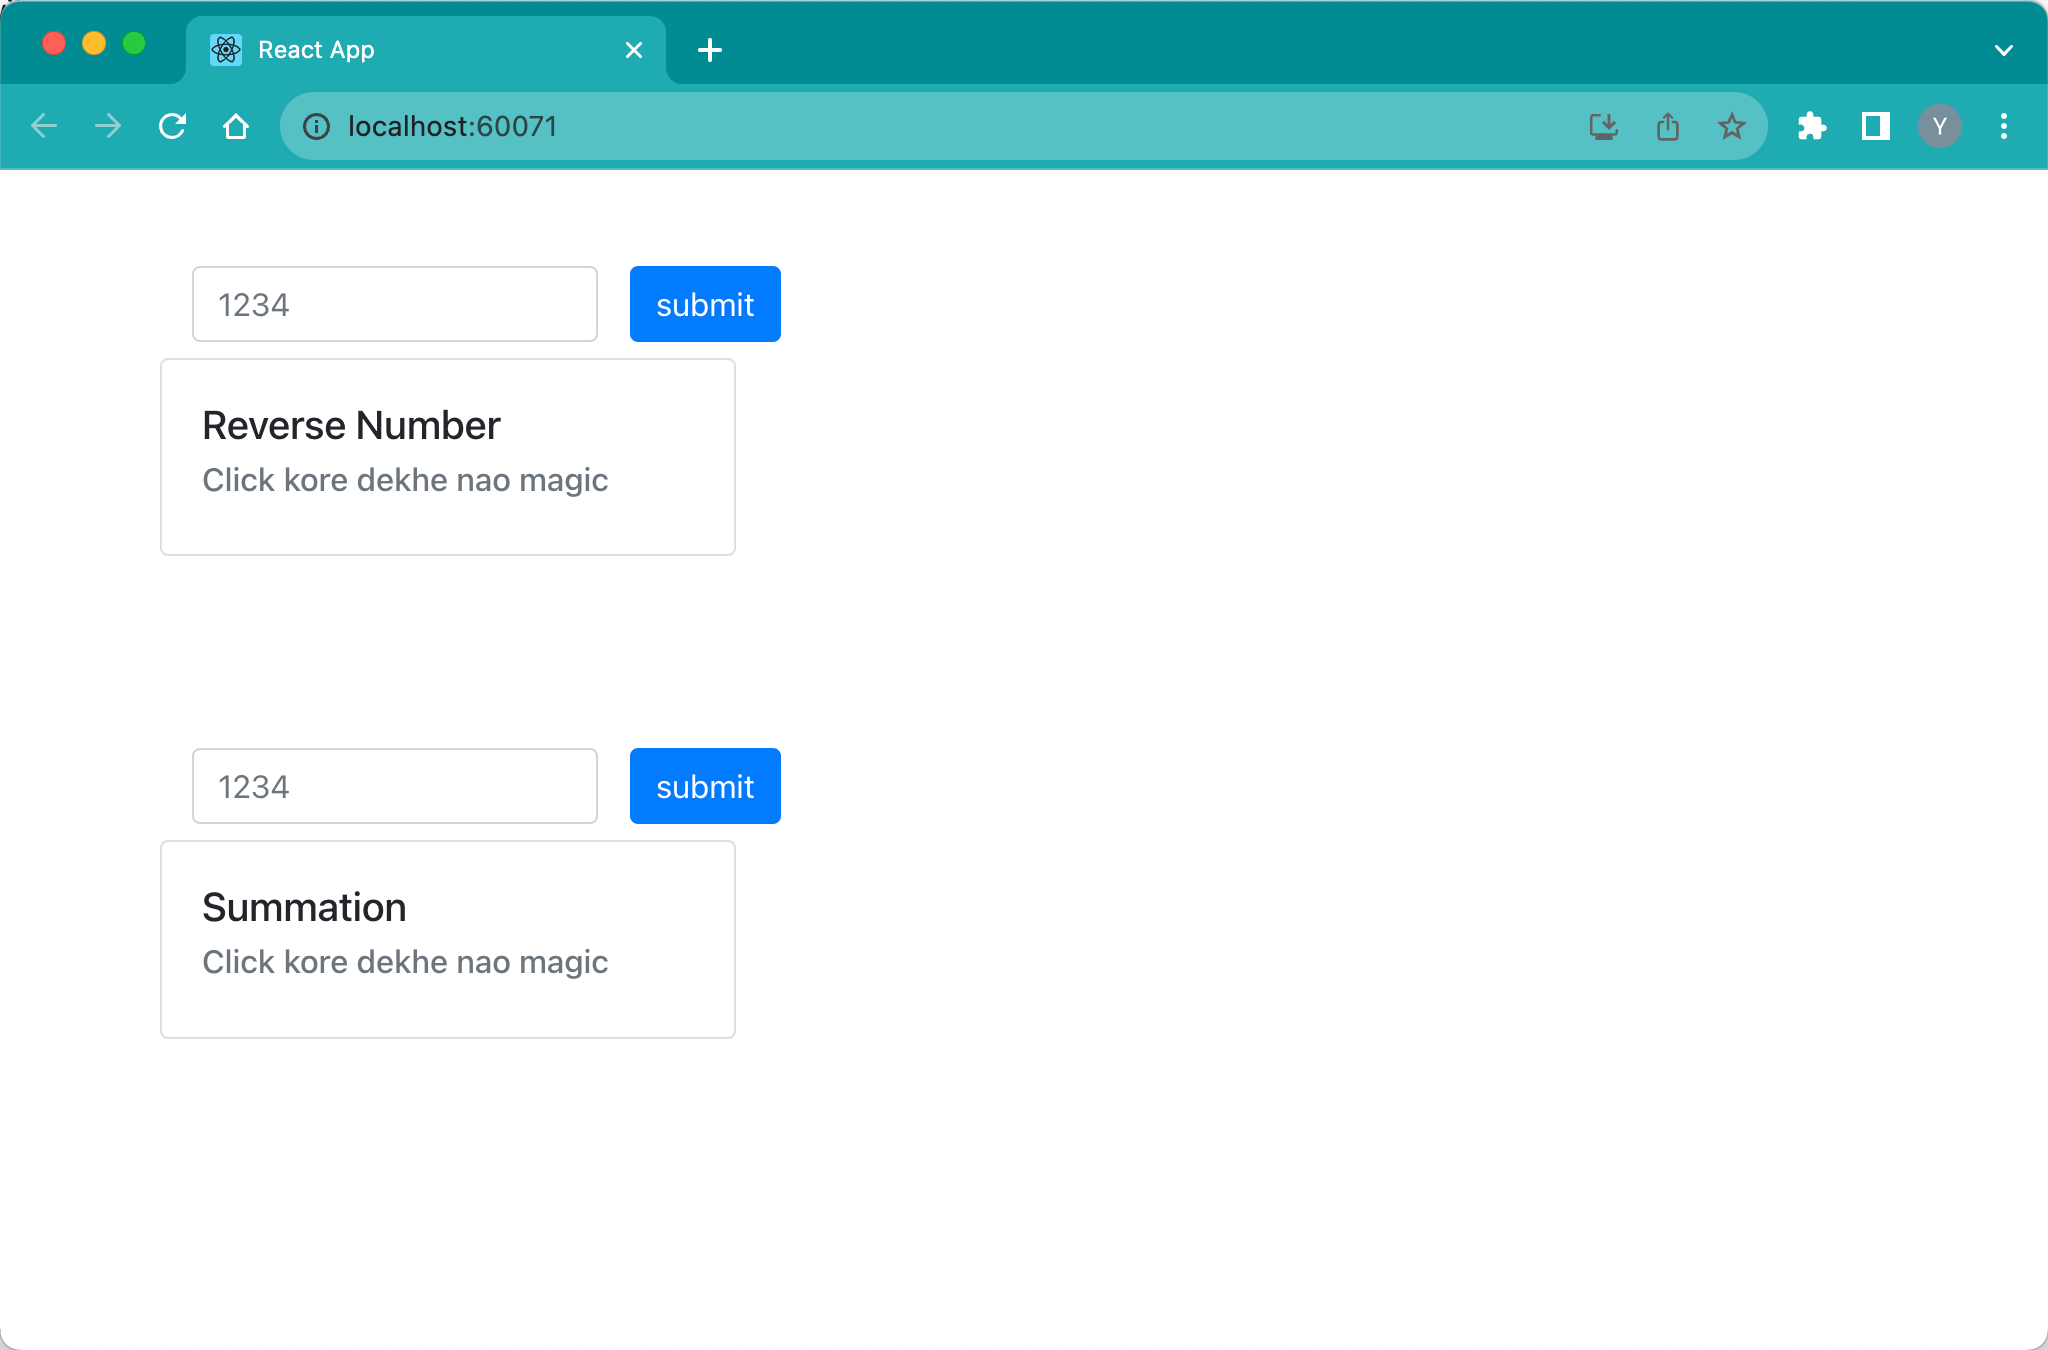 React App
localhost:60071
Y
1234
submit
Reverse Number
Click kore dekhe nao magic
1234
submit
Summation
Click kore dekhe nao magic